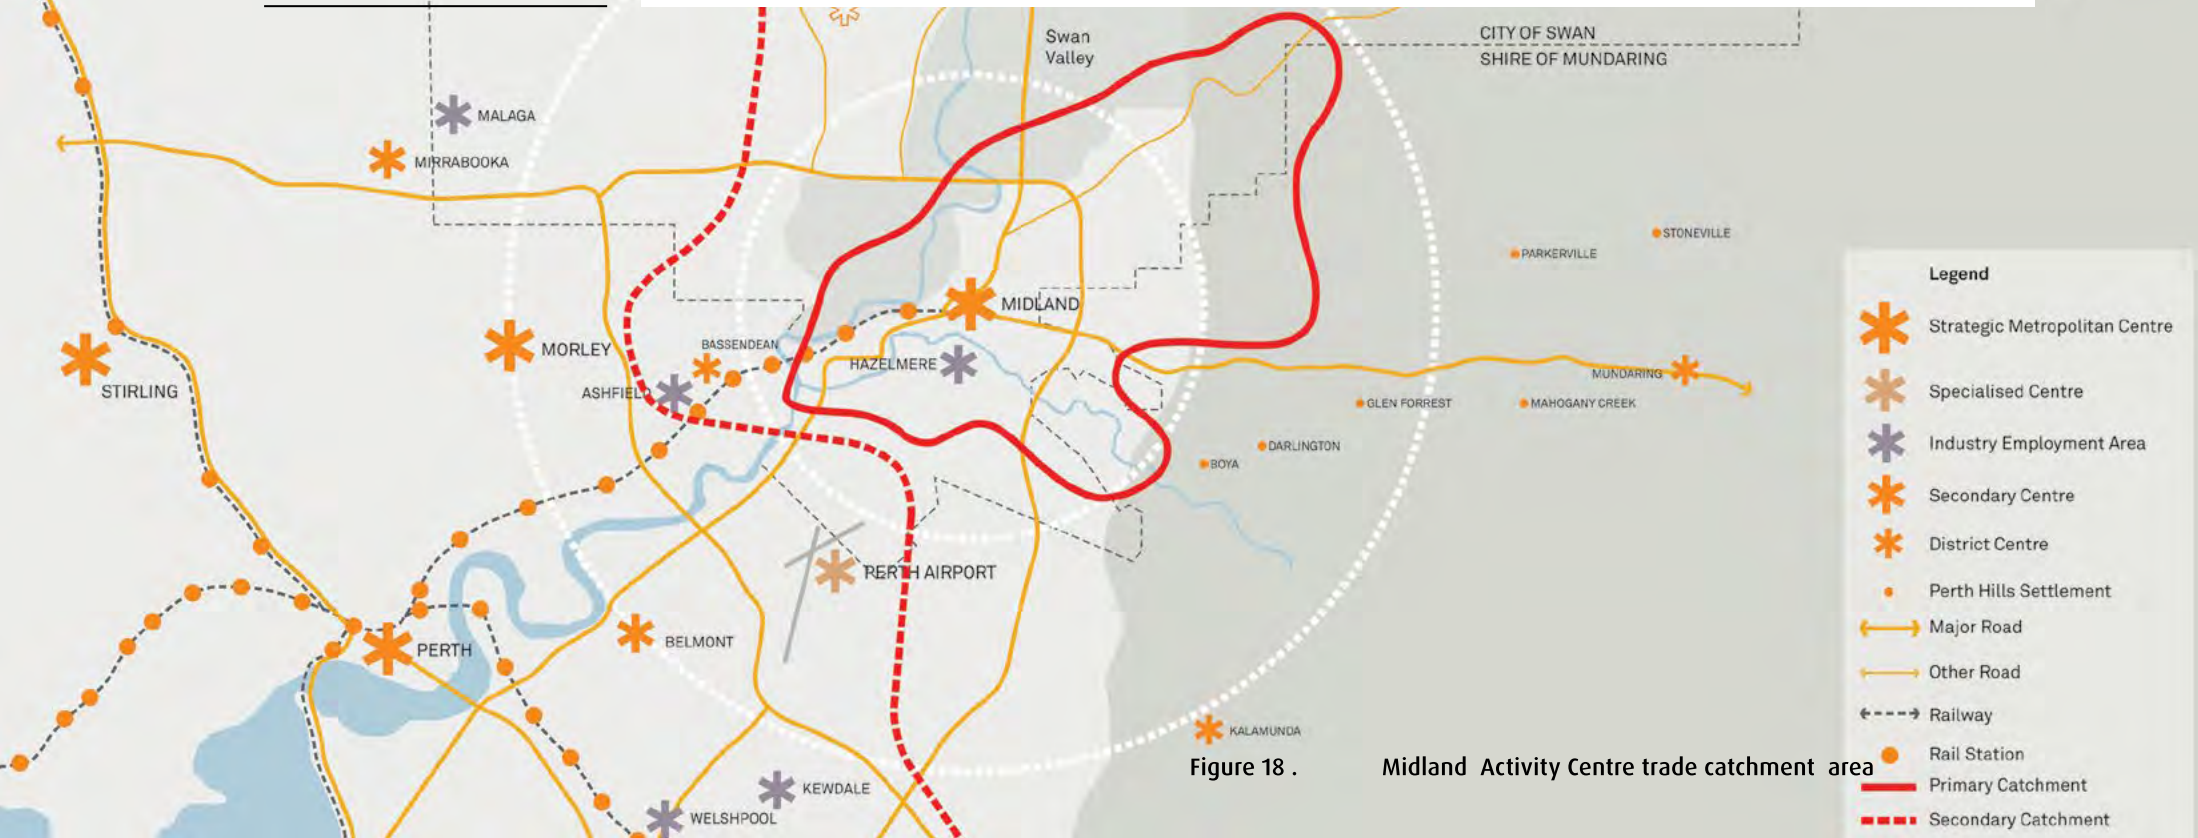 Swan
Valley
CITY OF SWAN
SHIRE OF MUNDARING
MALAGA
MIRRABOOKA
STONEVILLE
PARKERVILLE
MIDLAND
BASSENDEAN
MORLEY
HAZELMERE
STIRLING
ASHFIELD
MUNDARING
GLEN FORREST
MAHOGANY CREEK
DARLINGTON
BOYA
PERTH AIRPORT
BELMONT
PERTH
KALAMUNDA
KEWDALE
WELSHPOOL
Legend
Strategic Metropolitan Centre
Specialised Centre
Industry Employment Area
Secondary Centre
District Centre
Perth Hills Settlement
Major Road
Other Road
Railway
Rail Station
Primary Catchment
Secondary Catchment
Figure 18 . Midland Activity Centre trade catchment area